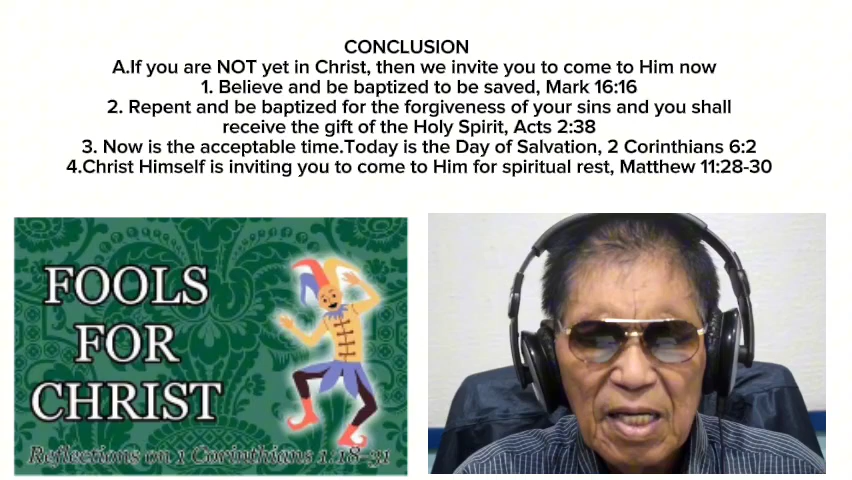 CONCLUSION
A.If you are NOT yet in Christ, then we invite you to come to Him now
1. Believe and be baptized to be saved, Mark 16:16
2. Repent and be baptized for the forgiveness of your sins and you shall
receive the gift of the Holy Spirit, Acts 2:38
3. Now is the acceptable time.Today is the Day of Salvation, 2 Corinthians 6:2
4.Christ Himself is inviting you to come to Him for spiritual rest, Matthew 11:28-30
FOOLS
FOR
CHRIST
Reflections on 1 Corinthians 1.18-31